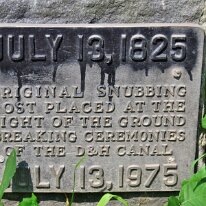 JULY 13, 1825
ORIGINAL SNUBBING
POST PLACED AT THE
SIGHT OF THE GROUND
BREAKING CEREMONIES
OF THE D&H CANAL
JULY 13, 1975